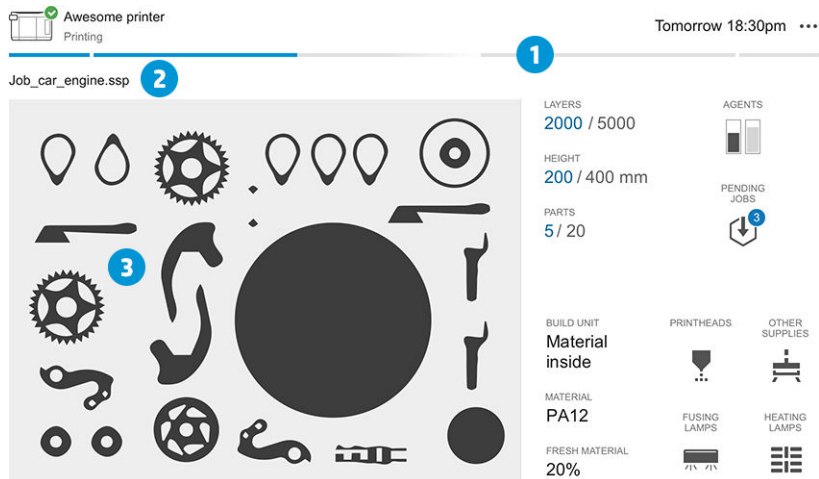 Awesome printer
Printing
Tomorrow 18:30pm
1
Job_car_engine.ssp
2
LAYERS
2000 / 5000
AGENTS
HEIGHT
200 / 400 mm
PENDING
JOBS
3
PARTS
5 / 20
3
BUILD UNIT
Material
inside
PRINTHEADS
OTHER
SUPPLIES
MATERIAL
PA12
FUSING
LAMPS
HEATING
LAMPS
FRESH MATERIAL
20%